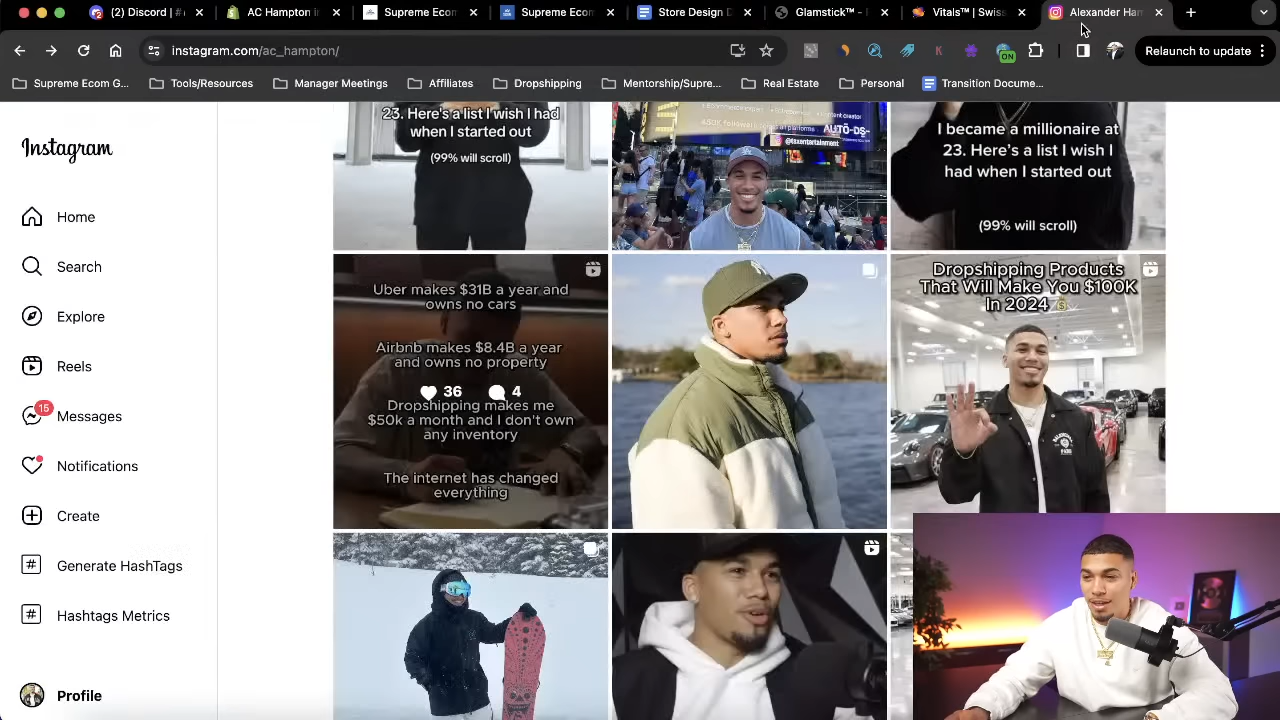 [Discord | #
AC Hampton i
Supreme Ecom
Supreme Ecom
Store Design D
Glamstick™ – 
Vitals™ | Swiss
Alexander Ham
instagram.com/ac_hampton/
ON
Relaunch to update
Supreme Ecom G...
Tools/Resources
Manager Meetings
Affiliates
Dropshipping
Mentorship/Supre...
Real Estate
Personal
Transition Docume...
Instagram
Home
Search
Explore
Reels
15
Messages
Notifications
Create
# Generate HashTags
# Hashtags Metrics
Profile
23. Here's a list I wish I had
when I started out
(99% will scroll)
AUTO-DS
@tsxentertainment
I became a millionaire at
23. Here's a list I wish I
had when I started out
(99% will scroll)
Uber makes $31B a year and
owns no cars
Airbnb makes $8.4B a year
and owns no property
36 4
Dropshipping makes me
$50k a month and I don't own
any inventory
The internet has changed
everything
Dropshipping Products
That Will Make You $100K
In 2024 💰